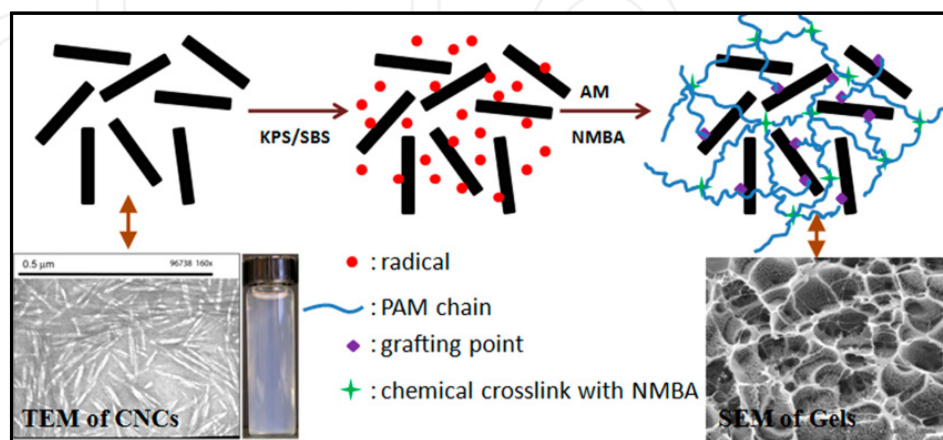 KPS/SBS
AM
NMBA
0.5 μm
96738 160x
TEM of CNCs
: radical
: PAM chain
: grafting point
: chemical crosslink with NMBA
SEM of Gels